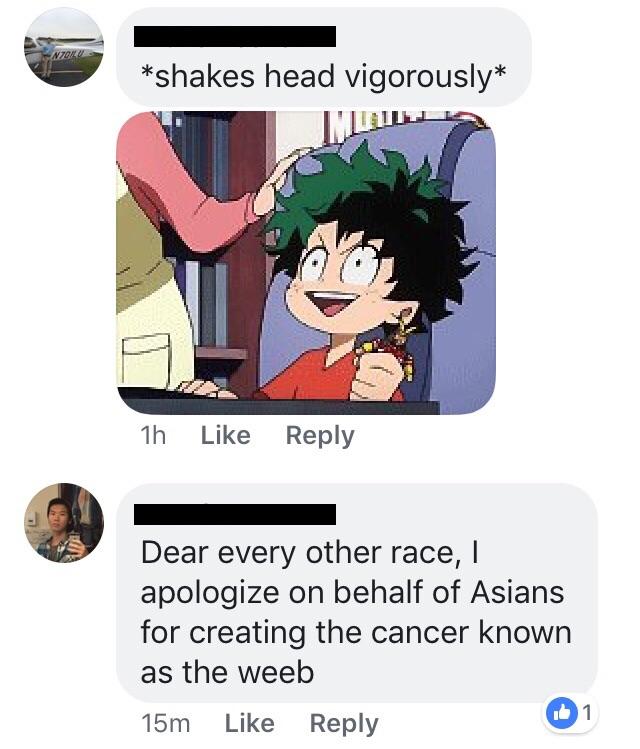 N701LU
*shakes head vigorously*
1h Like Reply
Dear every other race, I
apologize on behalf of Asians
for creating the cancer known
as the weeb
1
15m Like Reply